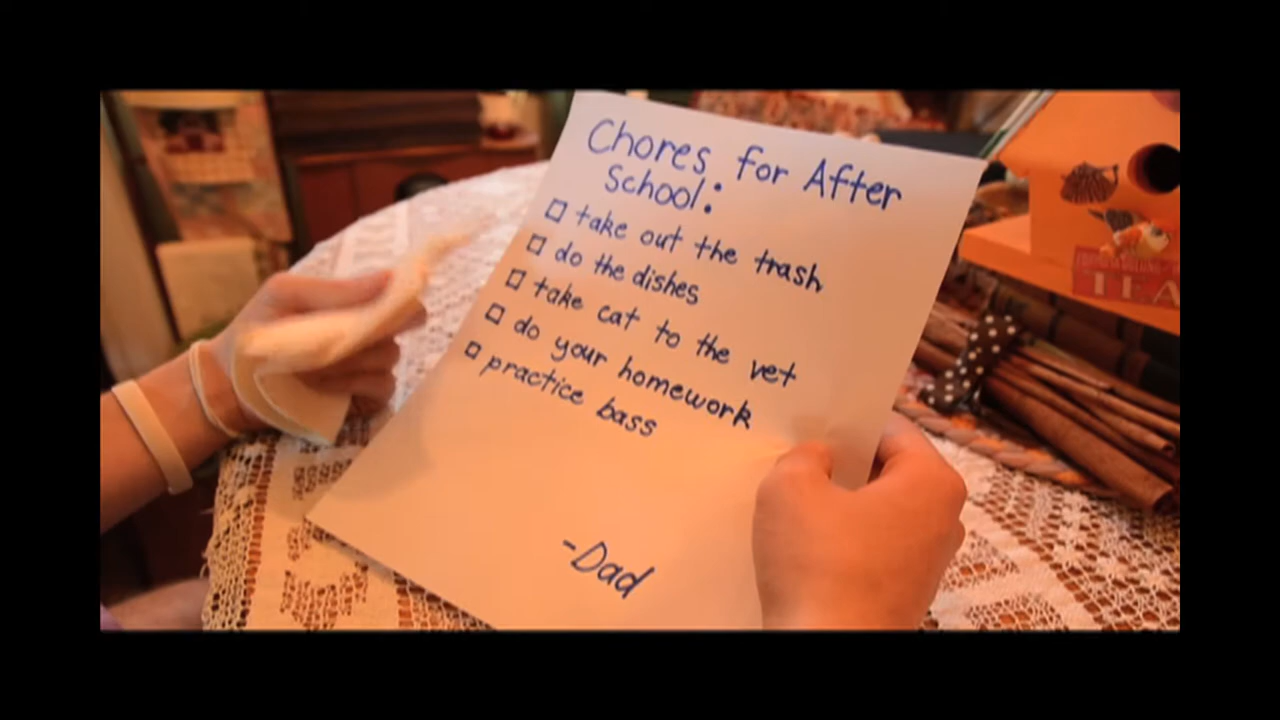 Chores for After
School:
take out the trash
do the dishes
take cat to the vet
do your homework
practice bass
-Dad
TEA